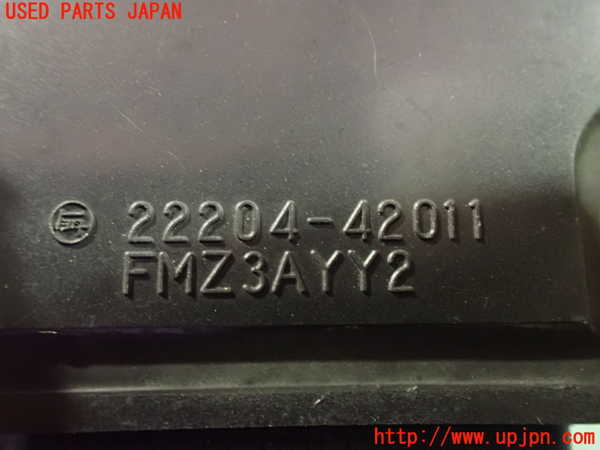 USED PARTS JAPAN
22204-42011
FMZ3AYY2
http://www.upjpn.com/